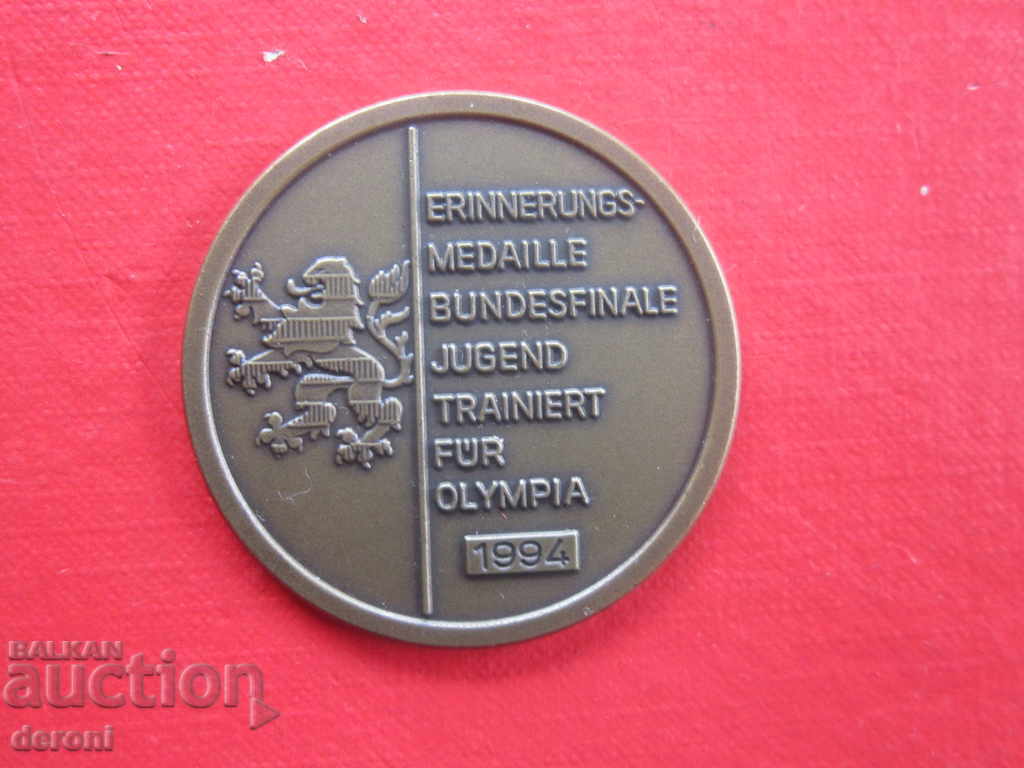 ERINNERUNGS-
MEDAILLE
BUNDESFINALE
JUGEND
TRAINIERT
FÜR
OLYMPIA
1994
BALKAN
auction
deroni